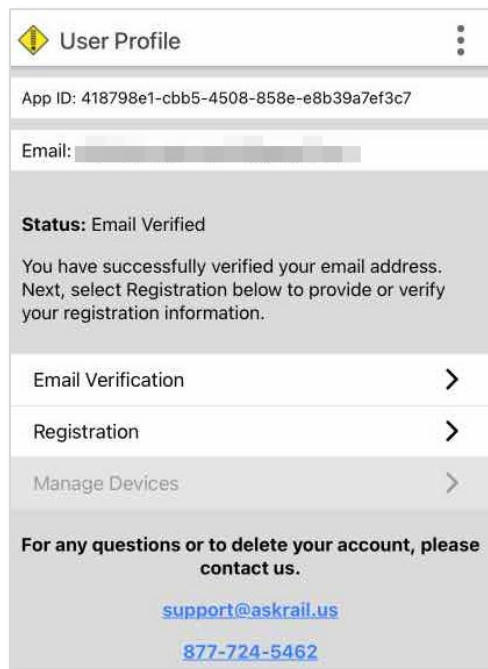 User Profile
App ID: 418798e1-cbb5-4508-858e-e8b39a7ef3c7
Email:
Status: Email Verified
You have successfully verified your email address.
Next, select Registration below to provide or verify
your registration information.
Email Verification
Registration
Manage Devices
For any questions or to delete your account, please
contact us.
support@askrail.us
877-724-5462